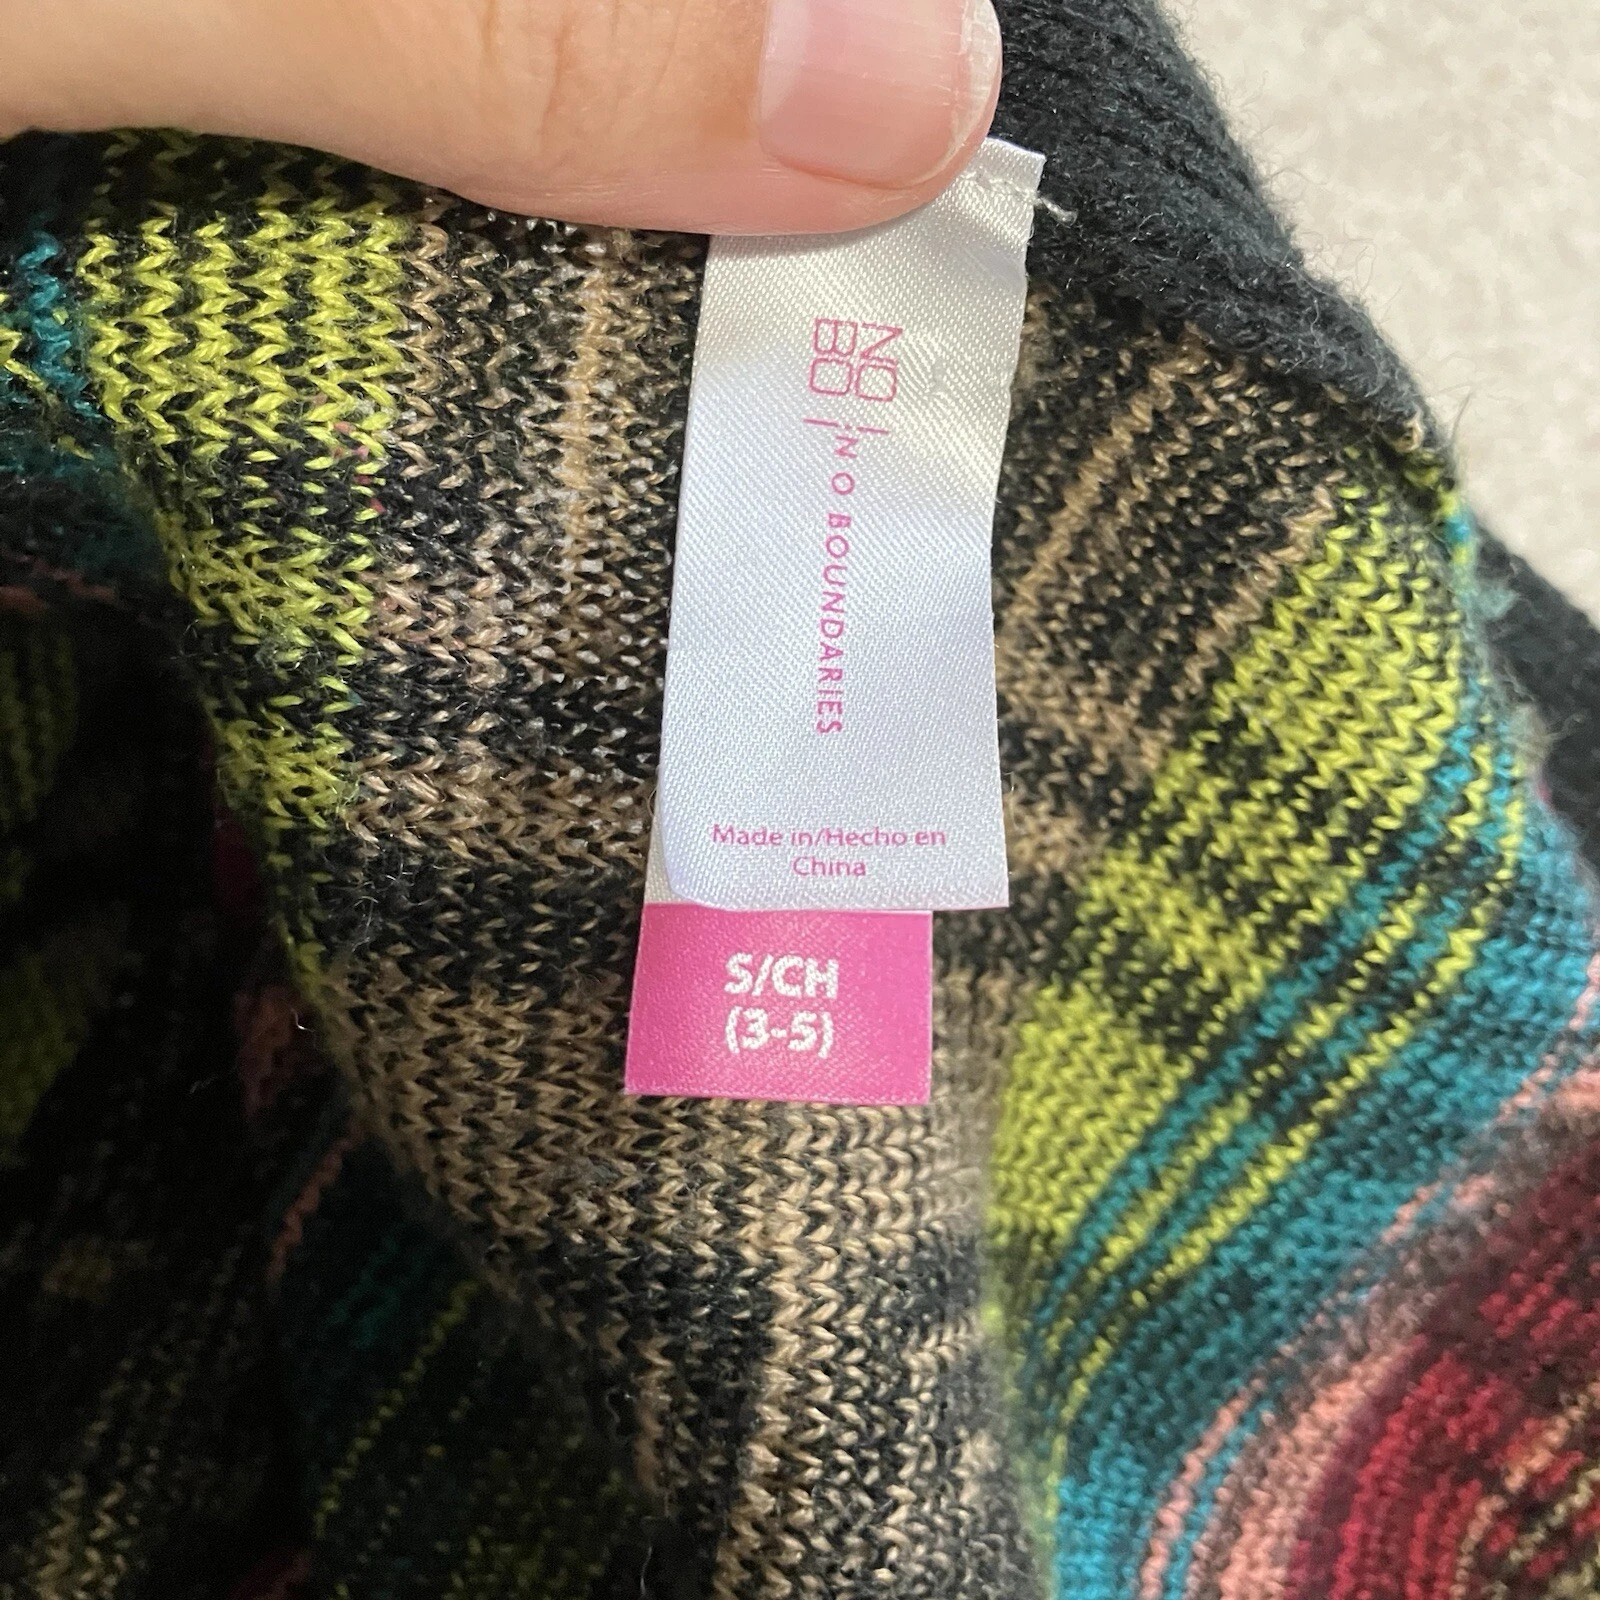 NO
BO
NO BOUNDARIES
Made in/Hecho en
China
S/CH
(3-5)